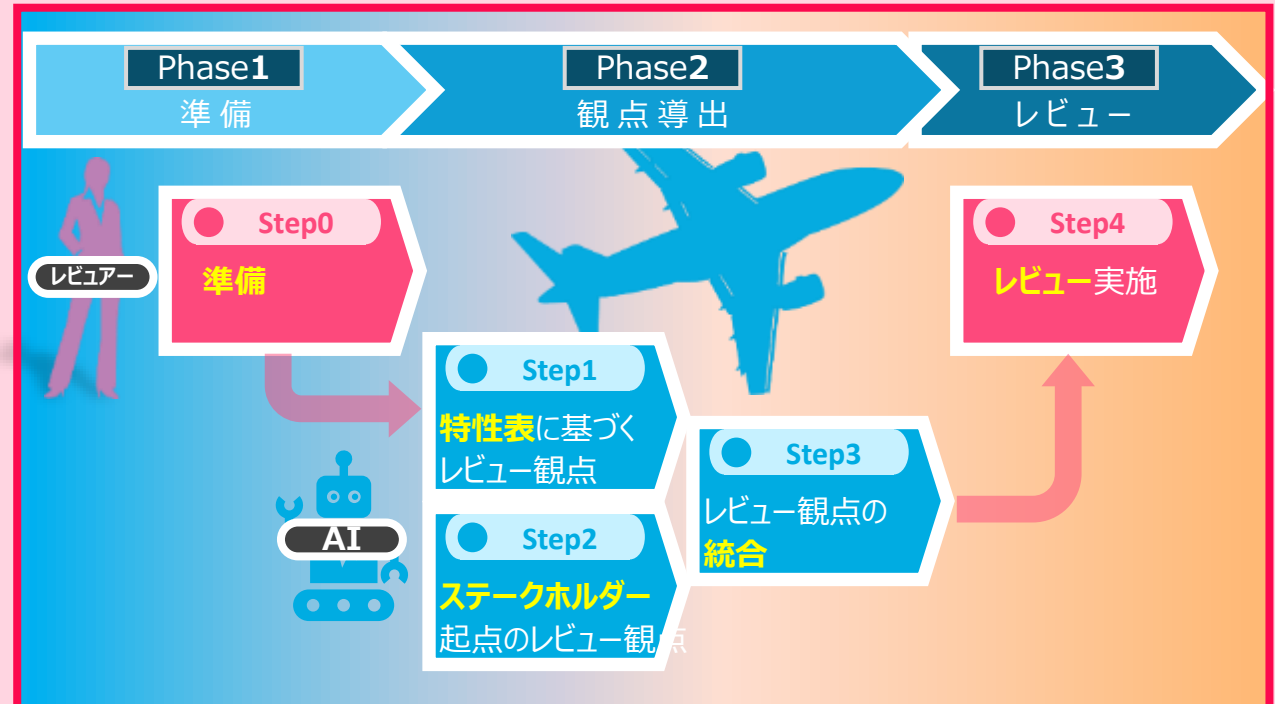 Phase1
準備
Phase2
観点導出
Phase3
レビュー
レビュアー
Step0
準備
Step4
レビュー実施
Step1
特性表に基づく
レビュー観点
Step3
レビュー観点の
統合
AI
Step2
ステークホルダー
起点のレビュー観点